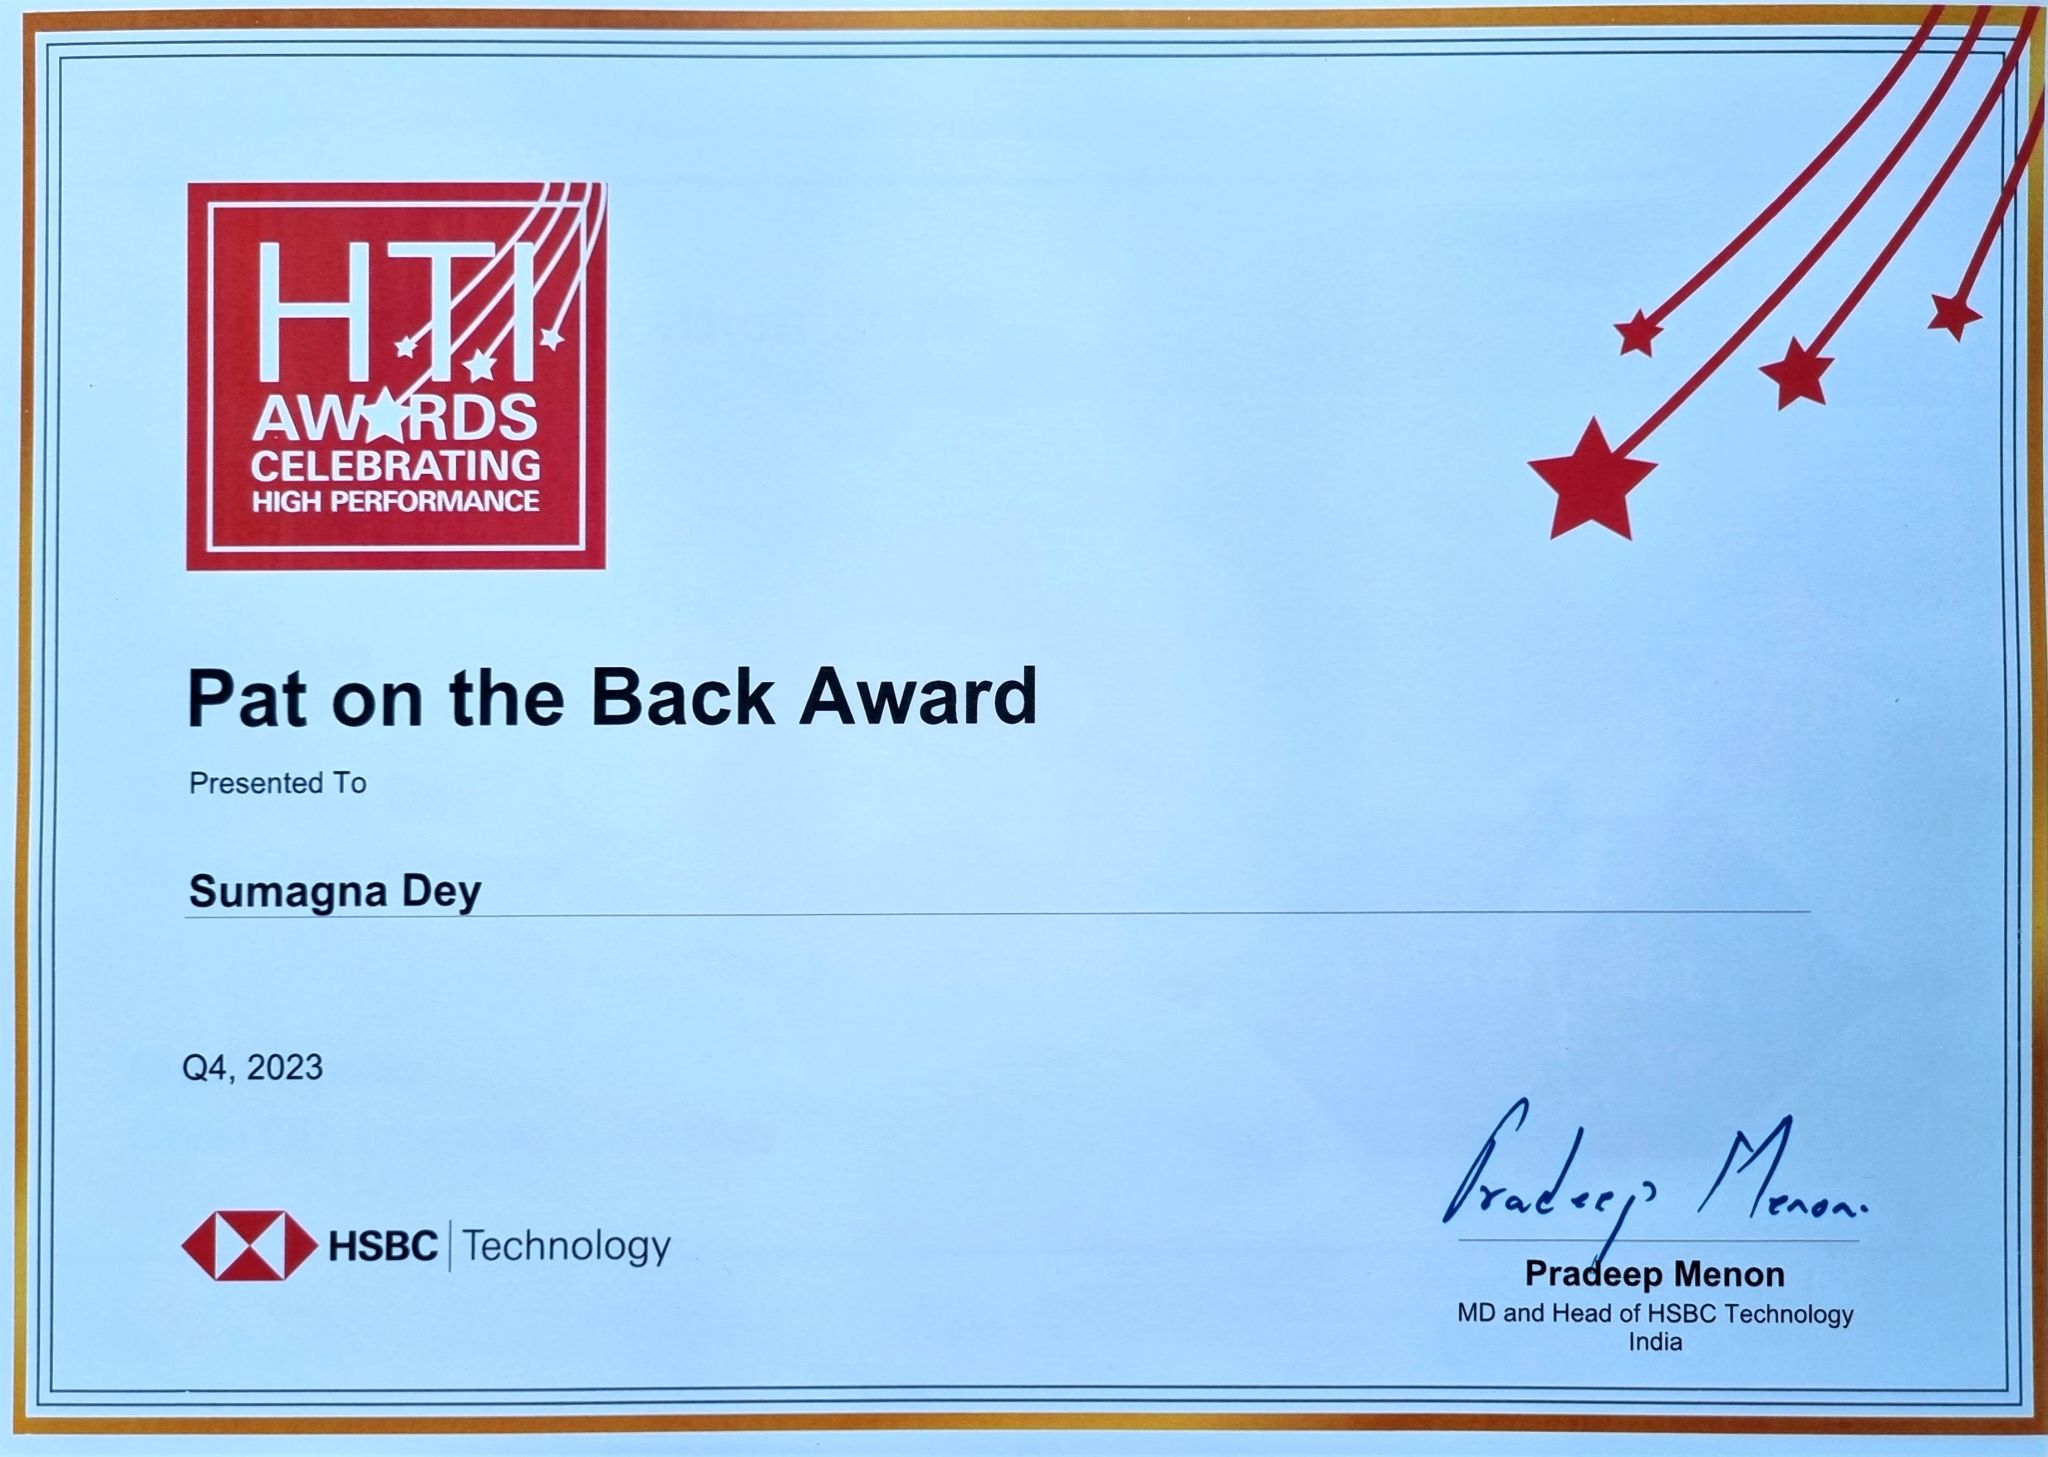 HTI
AWARDS
CELEBRATING
HIGH PERFORMANCE
Pat on the Back Award
Presented To
Sumagna Dey
Q4, 2023
HSBC Technology
Pradeep Menon.
Pradeep Menon
MD and Head of HSBC Technology
India